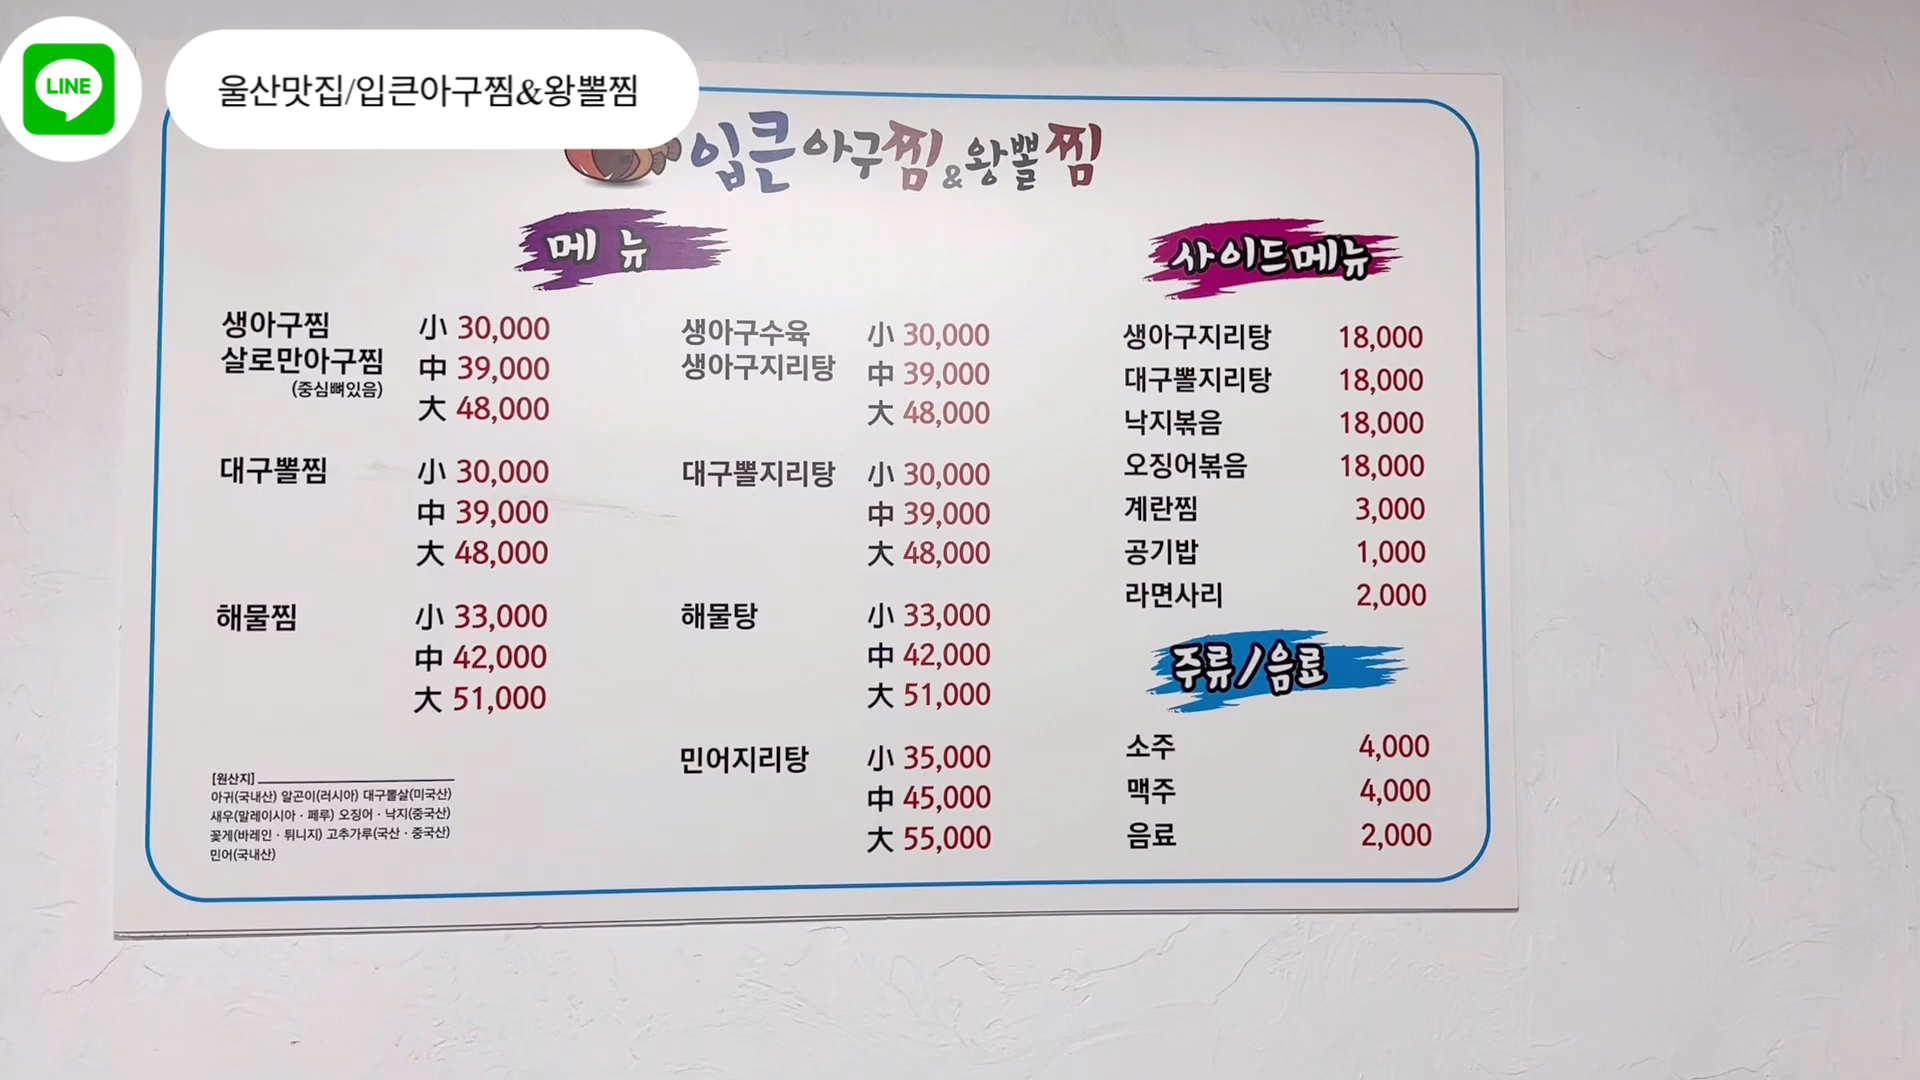 LINE
울산맛집/입큰아구찜&왕뽈찜
입큰아구찜&왕뽈찜
메뉴
생아구찜 小 30,000
살로만아구찜 中 39,000
(중심뼈있음)
大 48,000
대구뽈찜 小 30,000
中 39,000
大 48,000
해물찜 小 33,000
中 42,000
大 51,000
[원산지]
아귀(국내산) 알곤이(러시아) 대구뽈살(미국산)
새우(말레이시아·페루) 오징어·낙지(중국산)
꽃게(바레인·튀니지) 고추가루(국산·중국산)
민어(국내산)
생아구수육 小 30,000
생아구지리탕 中 39,000
大 48,000
대구뽈지리탕 小 30,000
中 39,000
大 48,000
해물탕 小 33,000
中 42,000
大 51,000
민어지리탕 小 35,000
中 45,000
大 55,000
사이드메뉴
생아구지리탕 18,000
대구뽈지리탕 18,000
낙지볶음 18,000
오징어볶음 18,000
계란찜 3,000
공기밥 1,000
라면사리 2,000
주류/음료
소주 4,000
맥주 4,000
음료 2,000